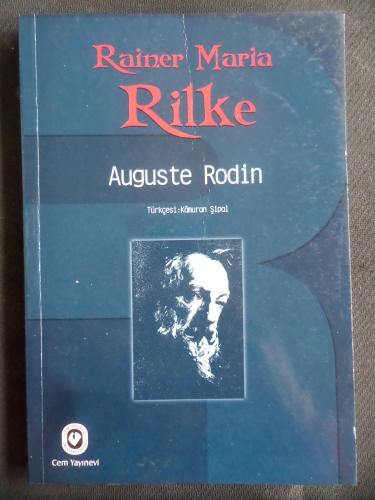 Rainer Maria
Rilke
Auguste Rodin
Türkçesi:Kâmuran Şipal
Cem Yayınevi